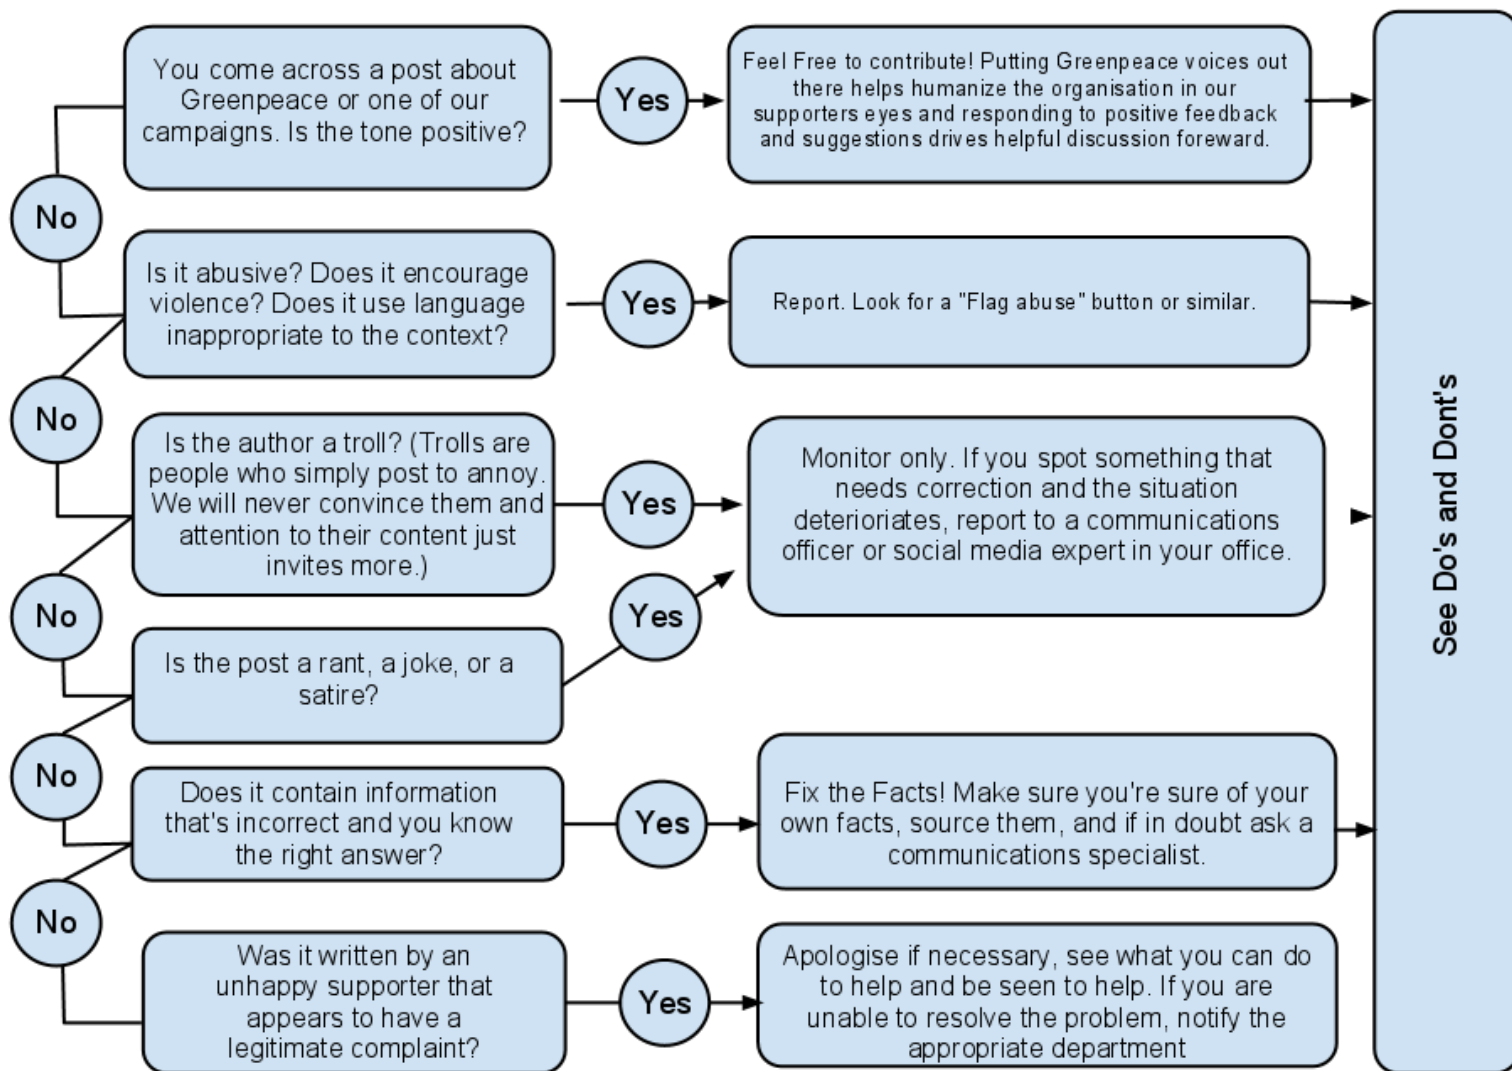 You come across a post about
Greenpeace or one of our
campaigns. Is the tone positive?
Yes
Feel Free to contribute! Putting Greenpeace voices out
there helps humanize the organisation in our
supporters eyes and responding to positive feedback
and suggestions drives helpful discussion foreward.
No
Is it abusive? Does it encourage
violence? Does it use language
inappropriate to the context?
Yes
Report. Look for a "Flag abuse" button or similar.
No
Is the author a troll? (Trolls are
people who simply post to annoy.
We will never convince them and
attention to their content just
invites more.)
Yes
Monitor only. If you spot something that
needs correction and the situation
deterioriates, report to a communications
officer or social media expert in your office.
No
Is the post a rant, a joke, or a
satire?
Yes
No
Does it contain information
that's incorrect and you know
the right answer?
Yes
Fix the Facts! Make sure you're sure of your
own facts, source them, and if in doubt ask a
communications specialist.
No
Was it written by an
unhappy supporter that
appears to have a
legitimate complaint?
Yes
Apologise if necessary, see what you can do
to help and be seen to help. If you are
unable to resolve the problem, notify the
appropriate department
See Do's and Dont's